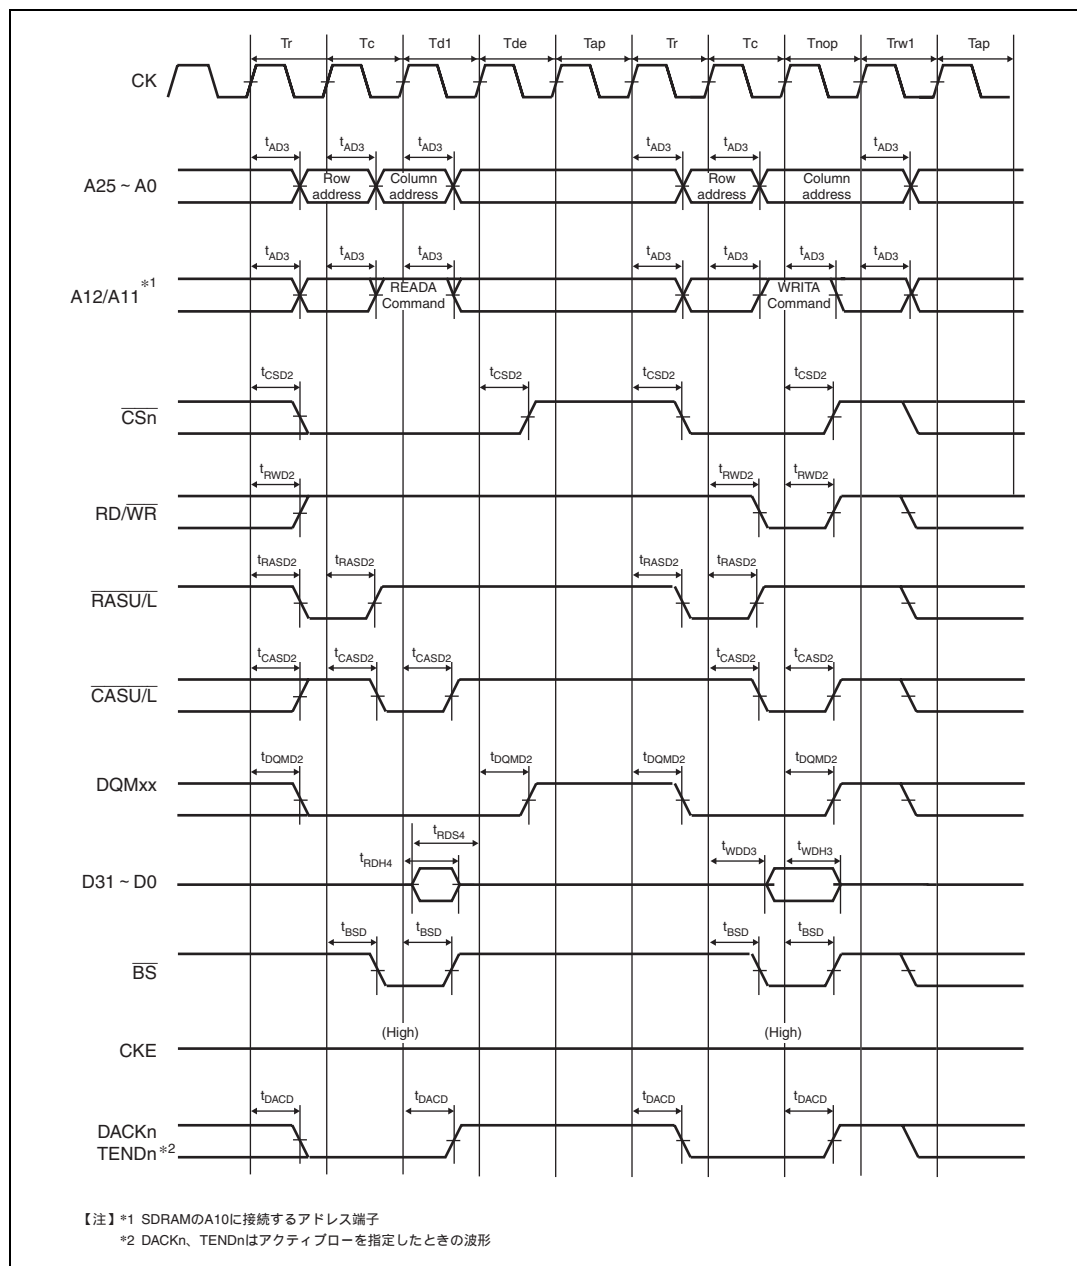 Tr Tc Td1 Tde Tap Tr Tc Tnop Trw1 Tap
CK
tAD3 tAD3 tAD3 tAD3 tAD3 tAD3
A25 ~ A0
Row address Column address Row address Column address
tAD3 tAD3 tAD3 tAD3 tAD3 tAD3 tAD3
A12/A11*1
READA Command WRITA Command
tCSD2 tCSD2 tCSD2 tCSD2
CSn
tRWD2 tRWD2 tRWD2
RD/WR
tRASD2 tRASD2 tRASD2 tRASD2
RASU/L
tCASD2 tCASD2 tCASD2 tCASD2 tCASD2
CASU/L
tDQMD2 tDQMD2 tDQMD2 tDQMD2
DQMxx
tRDS4
tRDH4 tWDD3 tWDH3
D31 ~ D0
tBSD tBSD tBSD tBSD
BS
(High) (High)
CKE
tDACD tDACD tDACD tDACD
DACKn
TENDn*2
【注】*1 SDRAMのA10に接続するアドレス端子
*2 DACKn、TENDnはアクティブローを指定したときの波形